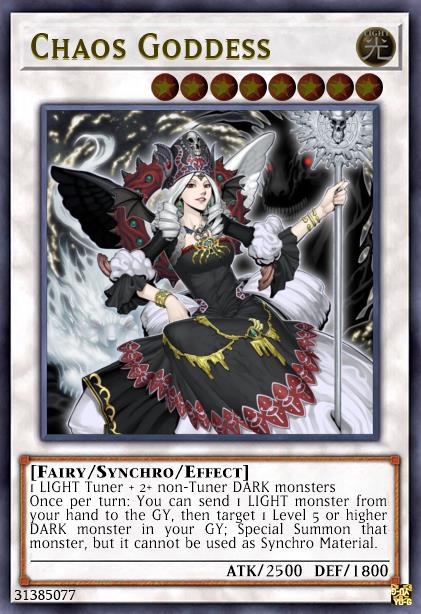 Chaos Goddess
LIGHT
光
[Fairy/Synchro/Effect]
1 LIGHT Tuner + 2+ non-Tuner DARK monsters
Once per turn: You can send 1 LIGHT monster from
your hand to the GY, then target 1 Level 5 or higher
DARK monster in your GY; Special Summon that
monster, but it cannot be used as Synchro Material.
ATK/2500 DEF/1800
31385077